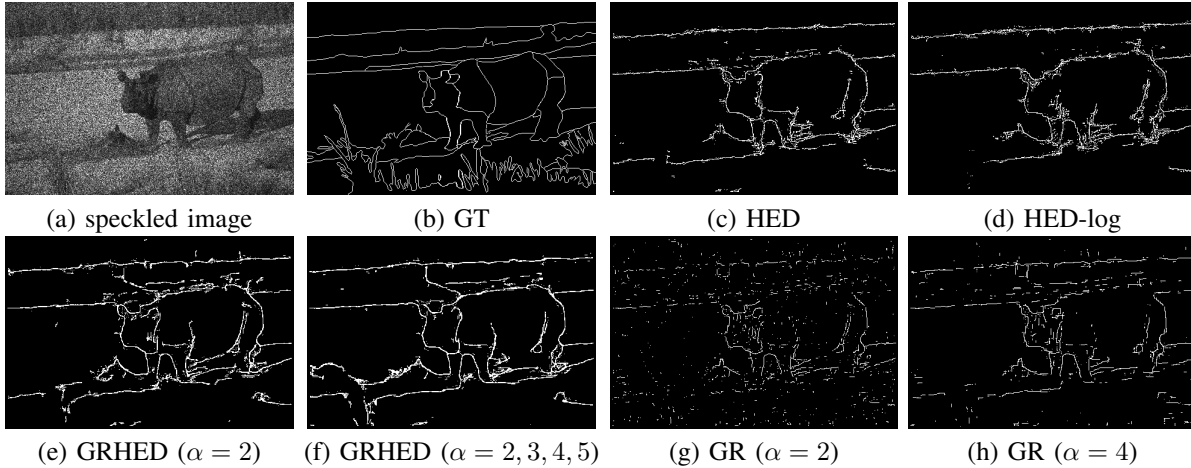 (a) speckled image
(b) GT
(c) HED
(d) HED-log
(e) GRHED (α = 2)
(f) GRHED (α = 2, 3, 4, 5)
(g) GR (α = 2)
(h) GR (α = 4)